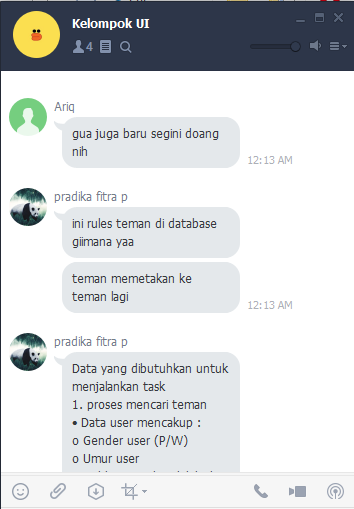 Kelompok UI
4
Ariq
gua juga baru segini doang
nih
12:13 AM
pradika fitra p
ini rules teman di database
giimana yaa
teman memetakan ke
teman lagi
12:13 AM
pradika fitra p
Data yang dibutuhkan untuk
menjalankan task
1. proses mencari teman
• Data user mencakup :
o Gender user (P/W)
o Umur user